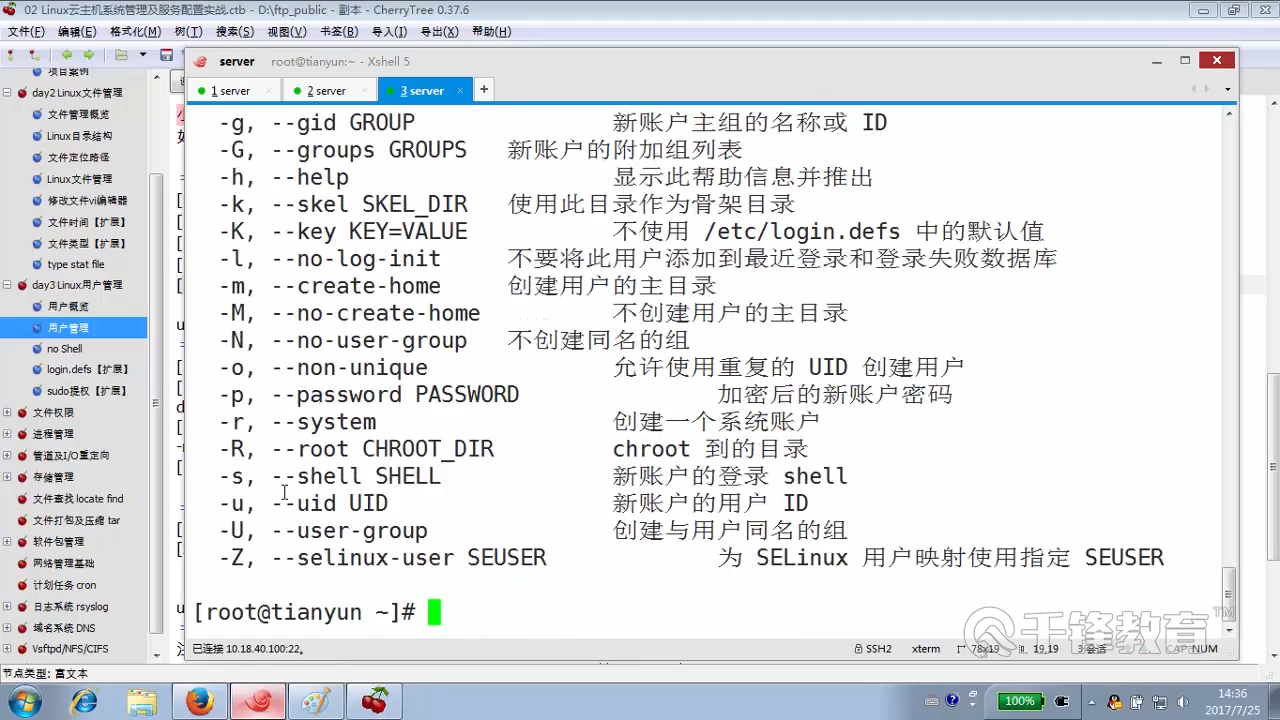 02 Linux云主机系统管理及服务配置实战.ctb - D:\ftp_public - 副本 - CherryTree 0.37.6
文件(F) 编辑(E) 格式化(M) 树(T) 搜索(S) 视图(V) 书签(B) 导入(I) 导出(X) 帮助(H)
server root@tianyun:~ - Xshell 5
1 server × 2 server × 3 server × +
项目案例
day2 Linux文件管理
文件管理概览
Linux目录结构
文件定位路径
Linux文件管理
修改文件vi编辑器
文件时间【扩展】
文件类型【扩展】
type stat file
day3 Linux用户管理
用户概览
用户管理
no Shell
login.defs【扩展】
sudo提权【扩展】
文件权限
进程管理
管道及I/O重定向
存储管理
文件查找 locate find
文件打包及压缩 tar
软件包管理
网络管理基础
计划任务 cron
日志系统 rsyslog
域名系统 DNS
Vsftpd/NFS/CIFS
-g, --gid GROUP 新账户主组的名称或 ID
-G, --groups GROUPS 新账户的附加组列表
-h, --help 显示此帮助信息并推出
-k, --skel SKEL_DIR 使用此目录作为骨架目录
-K, --key KEY=VALUE 不使用 /etc/login.defs 中的默认值
-l, --no-log-init 不要将此用户添加到最近登录和登录失败数据库
-m, --create-home 创建用户的主目录
-M, --no-create-home 不创建用户的主目录
-N, --no-user-group 不创建同名的组
-o, --non-unique 允许使用重复的 UID 创建用户
-p, --password PASSWORD 加密后的新账户密码
-r, --system 创建一个系统账户
-R, --root CHROOT_DIR chroot 到的目录
-s, --shell SHELL 新账户的登录 shell
-u, --uid UID 新账户的用户 ID
-U, --user-group 创建与用户同名的组
-Z, --selinux-user SEUSER 为 SELinux 用户映射使用指定 SEUSER
[root@tianyun ~]#
千锋教育 TM
已连接 10.18.40.100:22。 SSH2 xterm 78x19 19,19 3 会话 CAP NUM
节点类型: 富文本
100% 14:36
2017/7/25